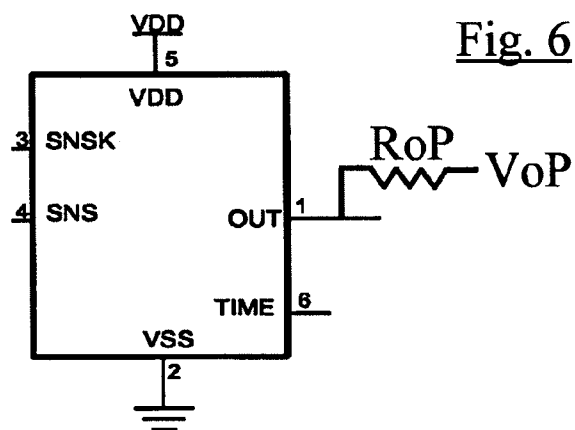 VDD
Fig. 6
5
VDD
3 SNSK
RoP
VoP
4 SNS
OUT 1
TIME 6
VSS
2